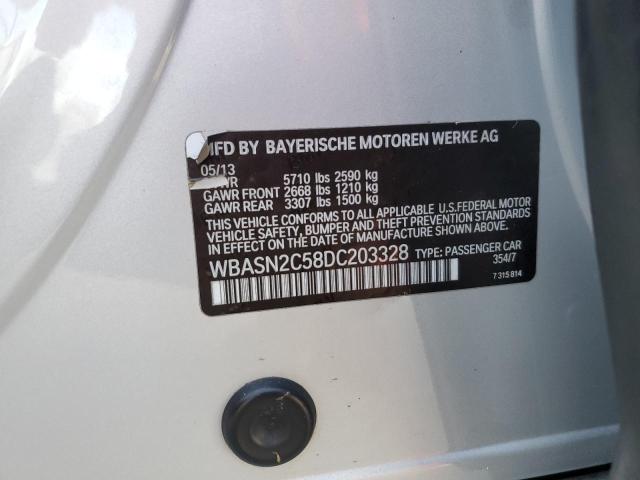 MFD BY BAYERISCHE MOTOREN WERKE AG
05/13
5710 lbs 2590 kg
GAWR FRONT 2668 lbs 1210 kg
GAWR REAR 3307 lbs 1500 kg
THIS VEHICLE CONFORMS TO ALL APPLICABLE U.S.FEDERAL MOTOR
VEHICLE SAFETY, BUMPER AND THEFT PREVENTION STANDARDS
IN EFFECT ON THE DATE OF MANUFACTURE SHOWN ABOVE.
WBASN2C58DC203328 TYPE: PASSENGER CAR
354/7
7 315 814